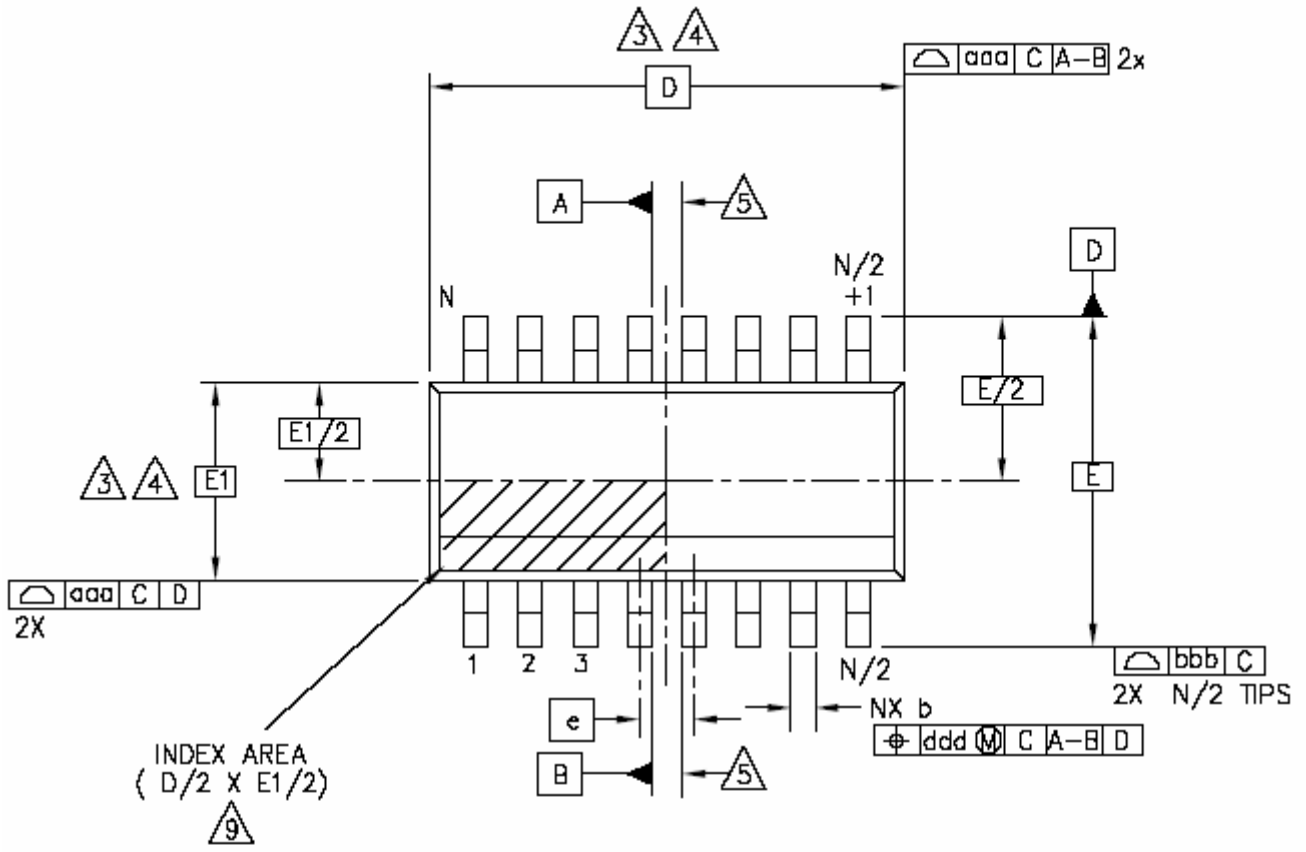 3 4
aaa C A-B 2x
D
A
5
D
N/2
+1
N
E/2
E1/2
3 4 E1
E
aaa C D
2X
1 2 3
N/2
bbb C
2X N/2 TIPS
e
NX b
ddd M C A-B D
INDEX AREA
( D/2 X E1/2)
B
5
9